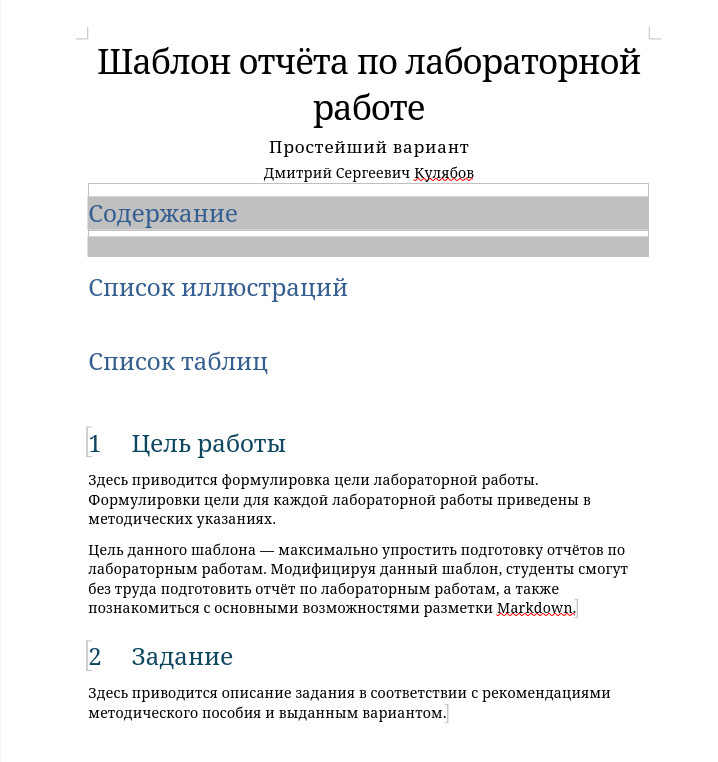 Шаблон отчёта по лабораторной
работе
Простейший вариант
Дмитрий Сергеевич Кулябов
Содержание
Список иллюстраций
Список таблиц
1 Цель работы
Здесь приводится формулировка цели лабораторной работы.
Формулировки цели для каждой лабораторной работы приведены в
методических указаниях.
Цель данного шаблона — максимально упростить подготовку отчётов по
лабораторным работам. Модифицируя данный шаблон, студенты смогут
без труда подготовить отчёт по лабораторным работам, а также
познакомиться с основными возможностями разметки Markdown.
2 Задание
Здесь приводится описание задания в соответствии с рекомендациями
методического пособия и выданным вариантом.